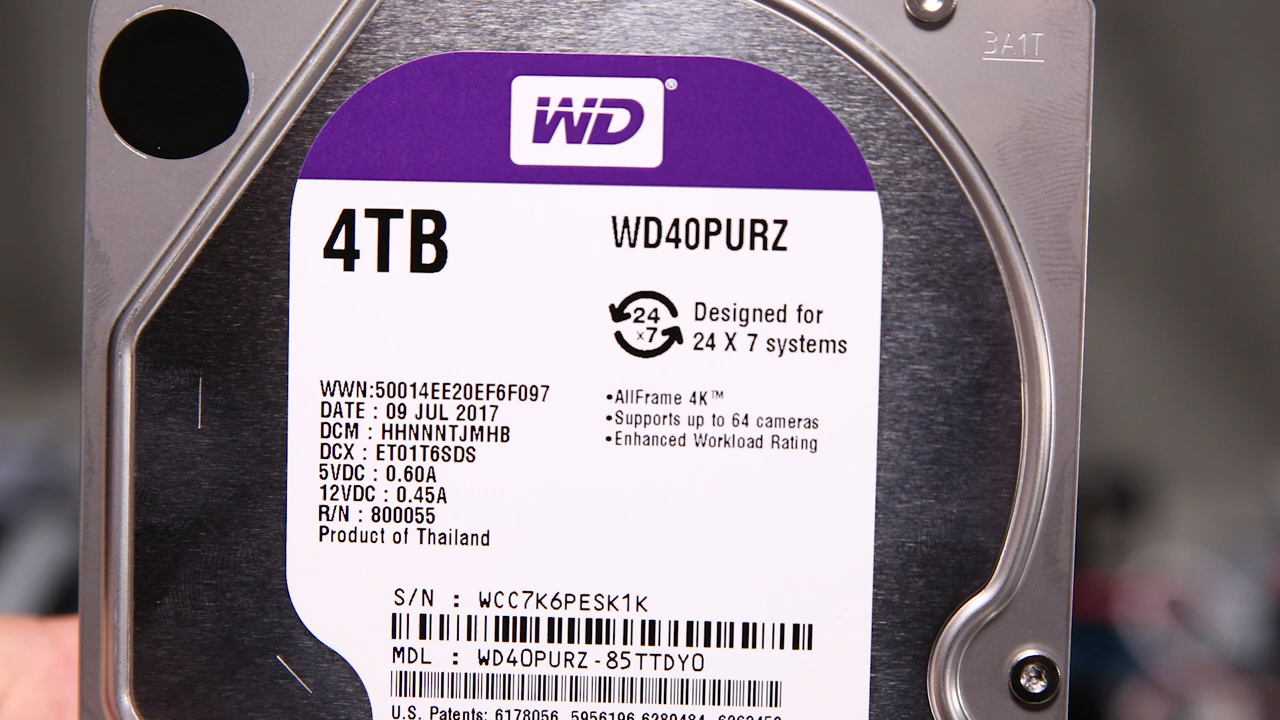 3A1T
WD®
4TB
WD40PURZ
24
x7
Designed for
24 X 7 systems
WWN:50014EE20EF6F097
DATE : 09 JUL 2017
DCM : HHNNNTJMHB
DCX : ET01T6SDS
5VDC : 0.60A
12VDC : 0.45A
R/N : 800055
Product of Thailand
•AllFrame 4K™
•Supports up to 64 cameras
•Enhanced Workload Rating
S/N : WCC7K6PESK1K
MDL : WD40PURZ-85TTDY0
U.S. Patents: 6178056 5956196 6289484